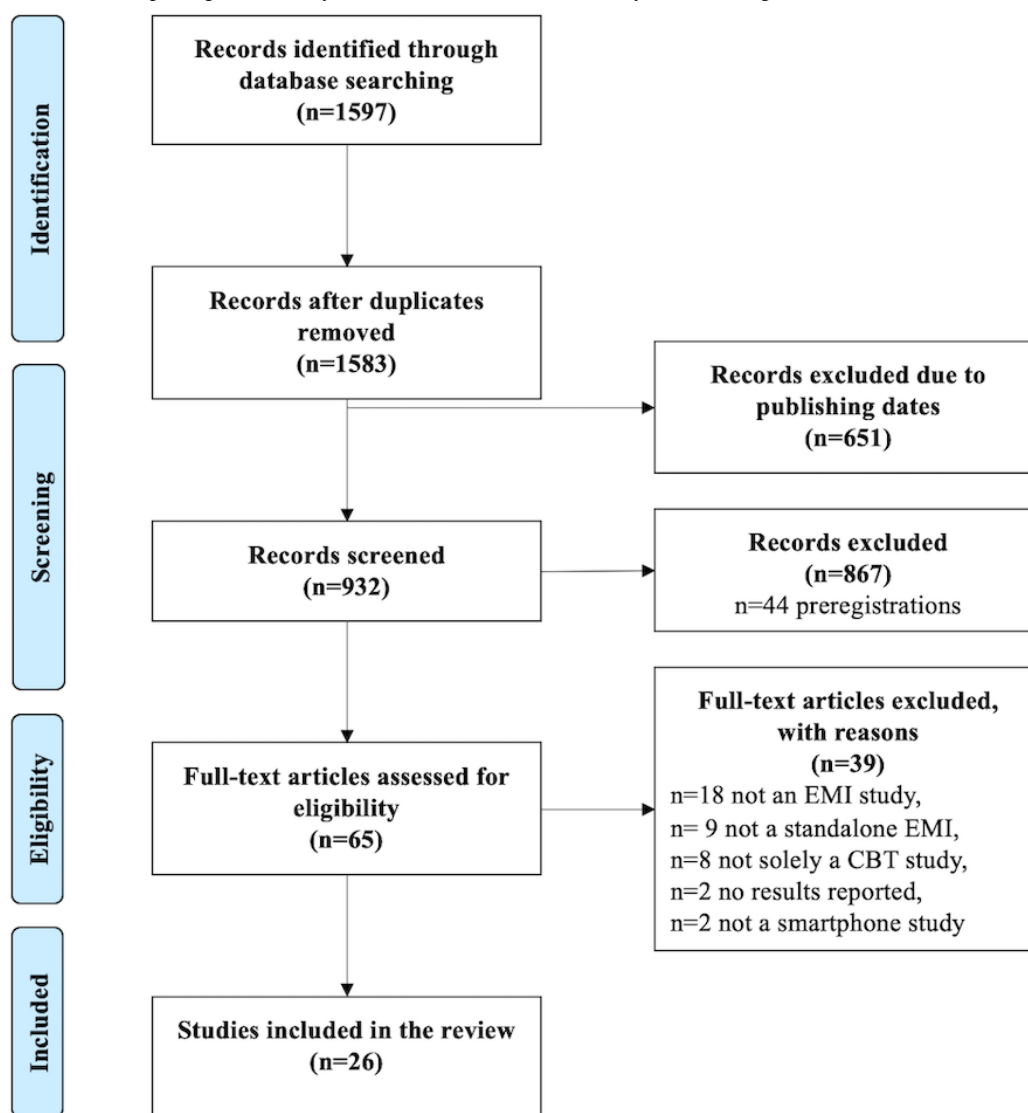 Identification
Records identified through
database searching
(n=1597)
Records after duplicates
removed
(n=1583)
Screening
Records excluded due to
publishing dates
(n=651)
Records screened
(n=932)
Records excluded
(n=867)
n=44 preregistrations
Eligibility
Full-text articles assessed for
eligibility
(n=65)
Full-text articles excluded,
with reasons
(n=39)
n=18 not an EMI study,
n= 9 not a standalone EMI,
n=8 not solely a CBT study,
n=2 no results reported,
n=2 not a smartphone study
Included
Studies included in the review
(n=26)